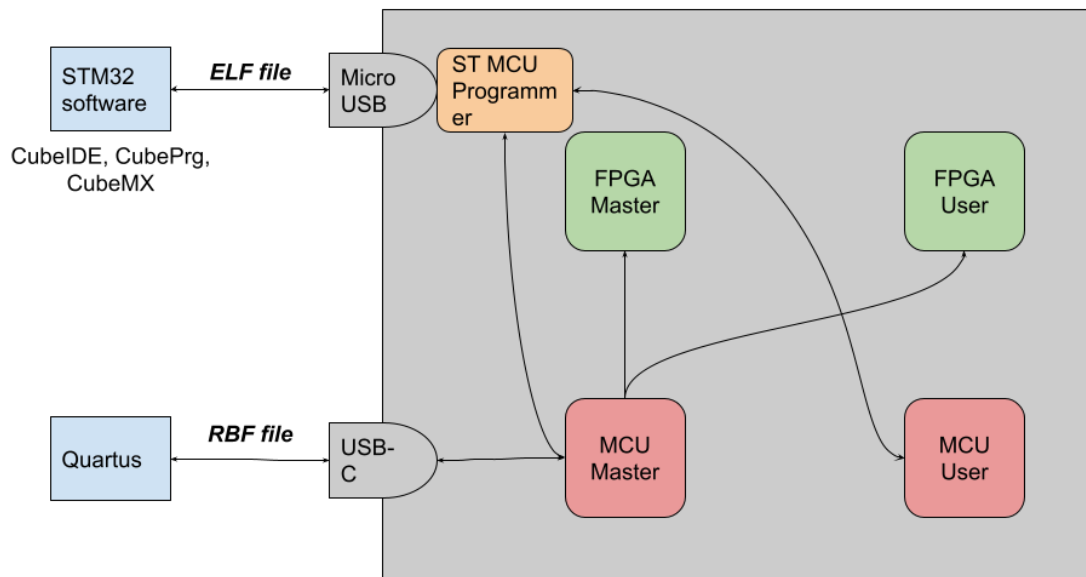 STM32
software
ELF file
Micro
USB
ST MCU
Programm
er
CubeIDE, CubePrg,
CubeMX
FPGA
Master
FPGA
User
Quartus
RBF file
USB-
C
MCU
Master
MCU
User